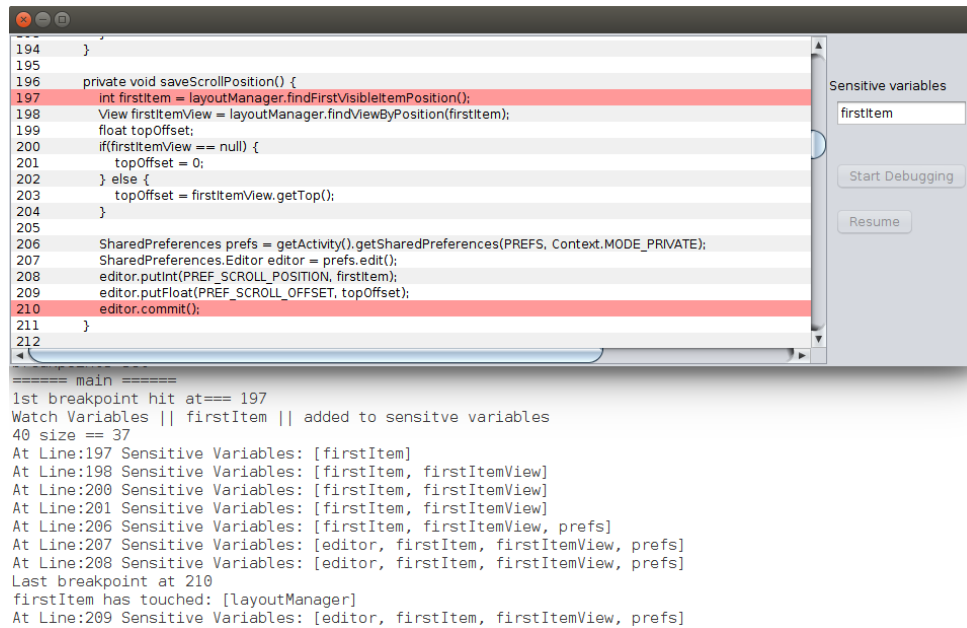 194 }
195
196 private void saveScrollPosition() {
197 int firstItem = layoutManager.findFirstVisibleItemPosition();
198 View firstItemView = layoutManager.findViewByPosition(firstItem);
199 float topOffset;
200 if(firstItemView == null) {
201 topOffset = 0;
202 } else {
203 topOffset = firstItemView.getTop();
204 }
205
206 SharedPreferences prefs = getActivity().getSharedPreferences(PREFS, Context.MODE_PRIVATE);
207 SharedPreferences.Editor editor = prefs.edit();
208 editor.putInt(PREF_SCROLL_POSITION, firstItem);
209 editor.putFloat(PREF_SCROLL_OFFSET, topOffset);
210 editor.commit();
211 }
212
Sensitive variables
firstItem
Start Debugging
Resume
====== main ======
1st breakpoint hit at=== 197
Watch Variables || firstItem || added to sensitve variables
40 size == 37
At Line:197 Sensitive Variables: [firstItem]
At Line:198 Sensitive Variables: [firstItem, firstItemView]
At Line:200 Sensitive Variables: [firstItem, firstItemView]
At Line:201 Sensitive Variables: [firstItem, firstItemView]
At Line:206 Sensitive Variables: [firstItem, firstItemView, prefs]
At Line:207 Sensitive Variables: [editor, firstItem, firstItemView, prefs]
At Line:208 Sensitive Variables: [editor, firstItem, firstItemView, prefs]
Last breakpoint at 210
firstItem has touched: [layoutManager]
At Line:209 Sensitive Variables: [editor, firstItem, firstItemView, prefs]